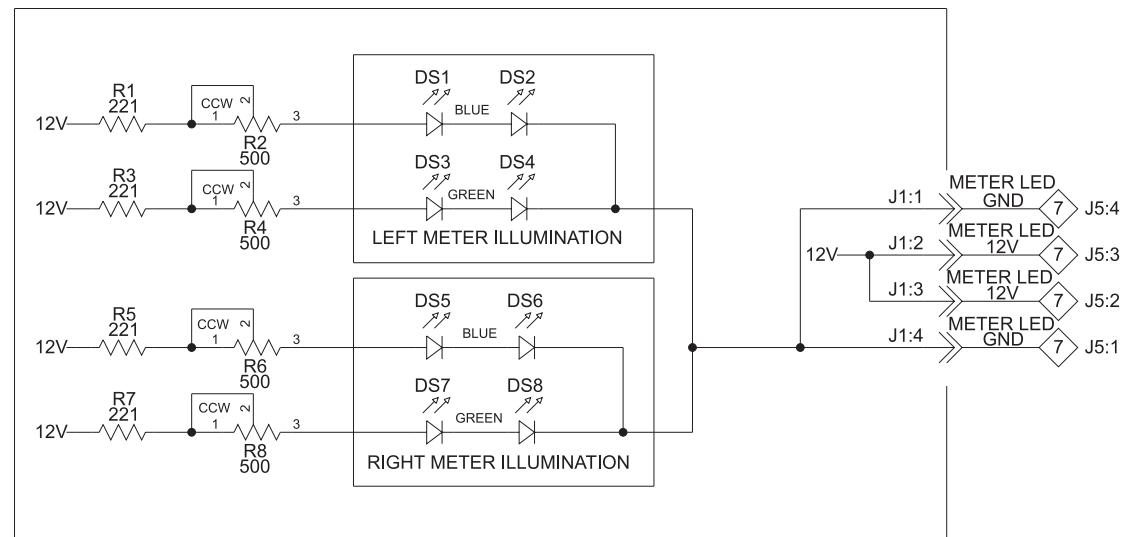 DS1 DS2
R1
221
CCW 2
BLUE
12V 1 3
R2
500
DS3 DS4
R3
221
CCW 2
GREEN
12V 1 3
R4
500
LEFT METER ILLUMINATION
DS5 DS6
R5
221
CCW 2
BLUE
12V 1 3
R6
500
DS7 DS8
R7
221
CCW 2
GREEN
12V 1 3
R8
500
RIGHT METER ILLUMINATION
METER LED
J1:1 GND 7 J5:4
METER LED
12V J1:2 12V 7 J5:3
METER LED
J1:3 12V 7 J5:2
METER LED
J1:4 GND 7 J5:1